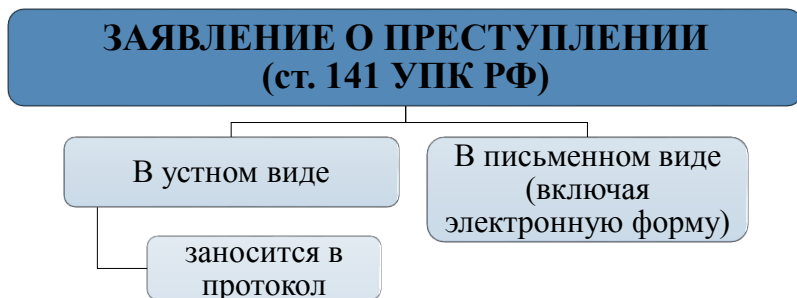 ЗАЯВЛЕНИЕ О ПРЕСТУПЛЕНИИ
(ст. 141 УПК РФ)
В устном виде
В письменном виде
(включая
электронную форму)
заносится в
протокол